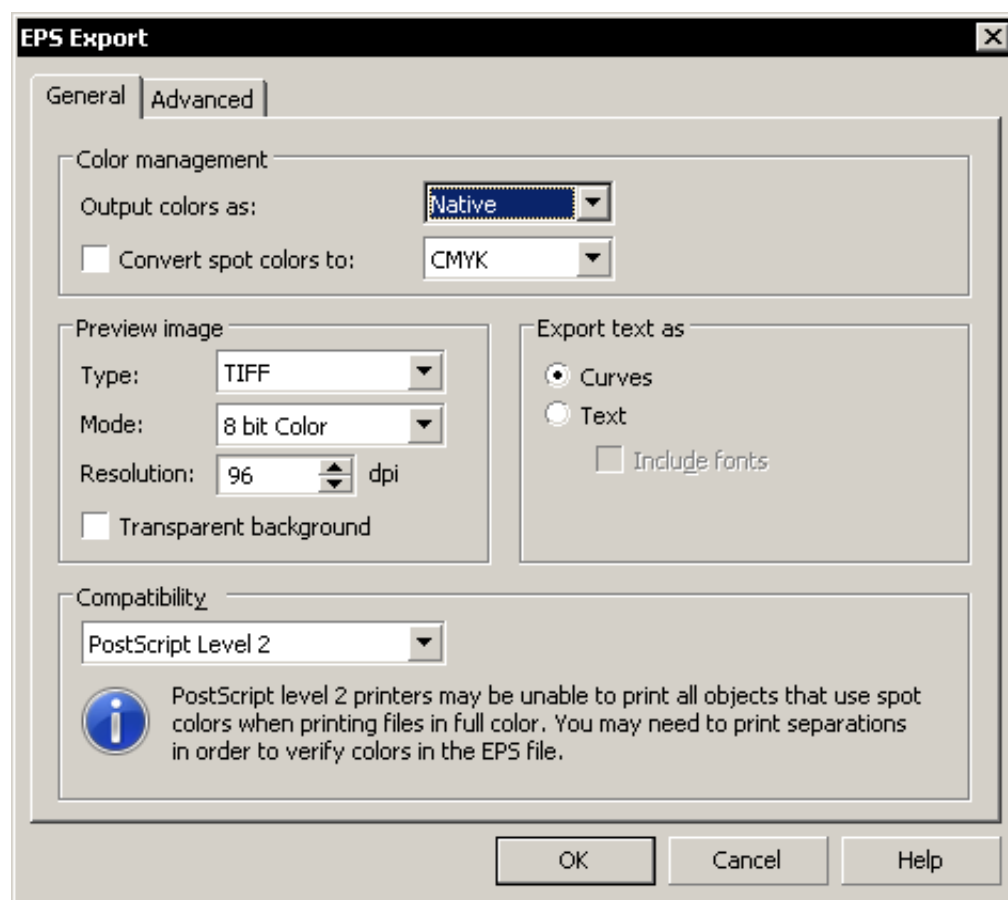 EPS Export
General
Advanced
Color management
Output colors as:
Native
Convert spot colors to:
CMYK
Preview image
Type:
TIFF
Mode:
8 bit Color
Resolution:
96
dpi
Transparent background
Export text as
Curves
Text
Include fonts
Compatibility
PostScript Level 2
PostScript level 2 printers may be unable to print all objects that use spot
colors when printing files in full color. You may need to print separations
in order to verify colors in the EPS file.
OK
Cancel
Help